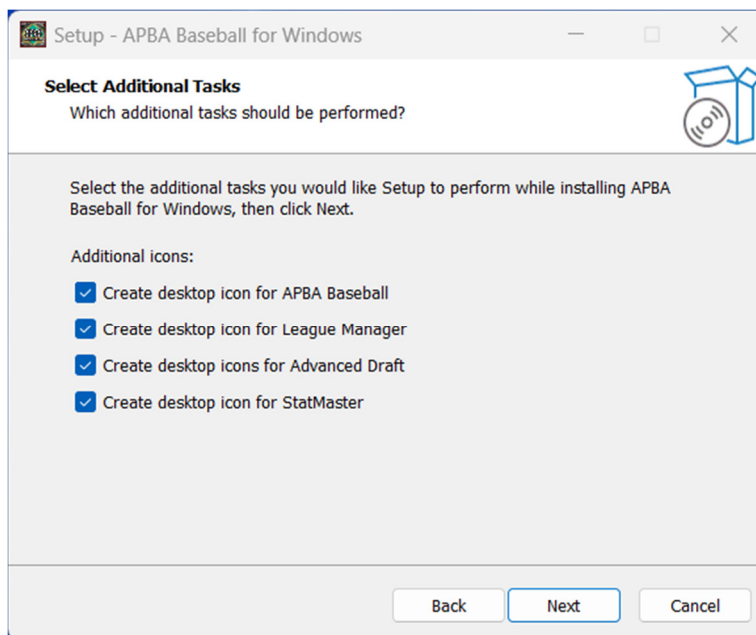 Setup - APBA Baseball for Windows
Select Additional Tasks
Which additional tasks should be performed?
Select the additional tasks you would like Setup to perform while installing APBA
Baseball for Windows, then click Next.
Additional icons:
Create desktop icon for APBA Baseball
Create desktop icon for League Manager
Create desktop icons for Advanced Draft
Create desktop icon for StatMaster
Back
Next
Cancel